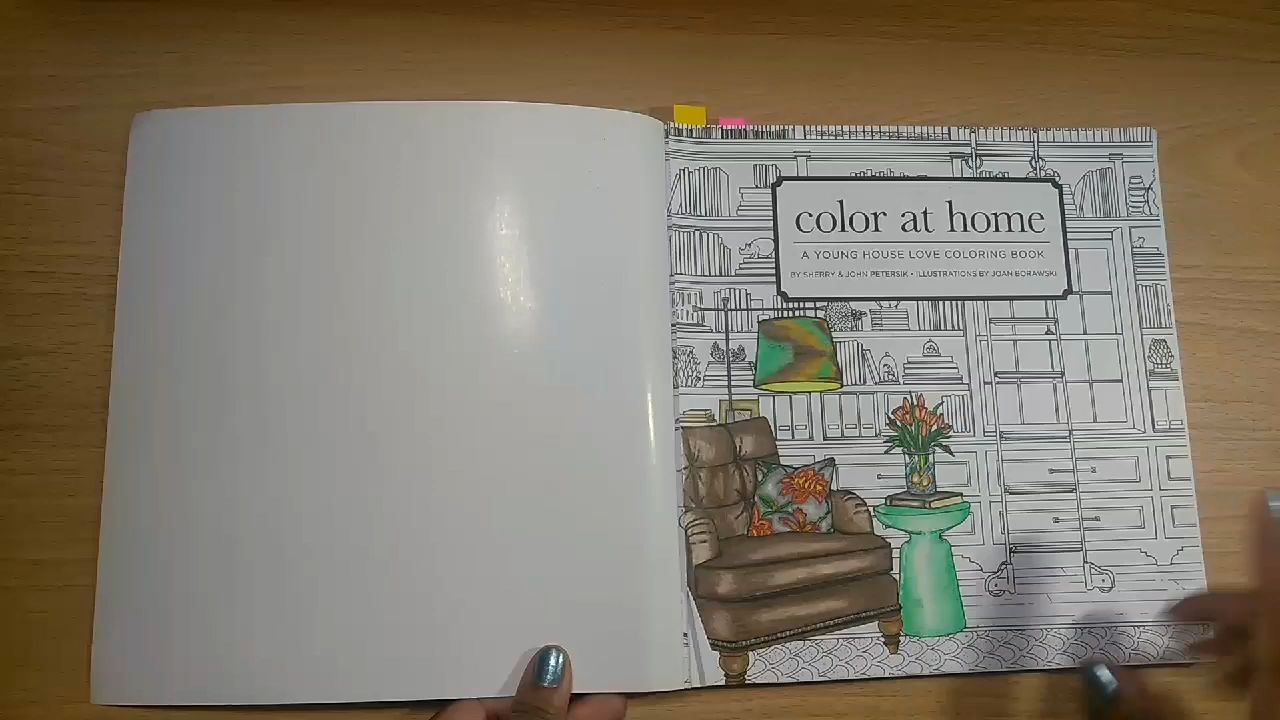 color at home
A YOUNG HOUSE LOVE COLORING BOOK
BY SHERRY & JOHN PETERSIK • ILLUSTRATIONS BY JOAN BORAWSKI